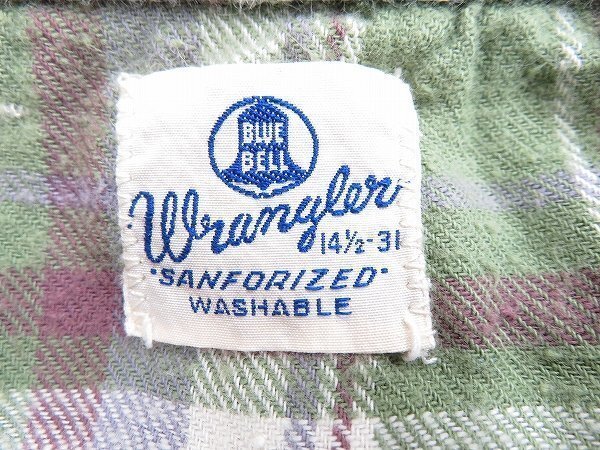 BLUE
BELL
Wrangler
14½-31
"SANFORIZED"
WASHABLE